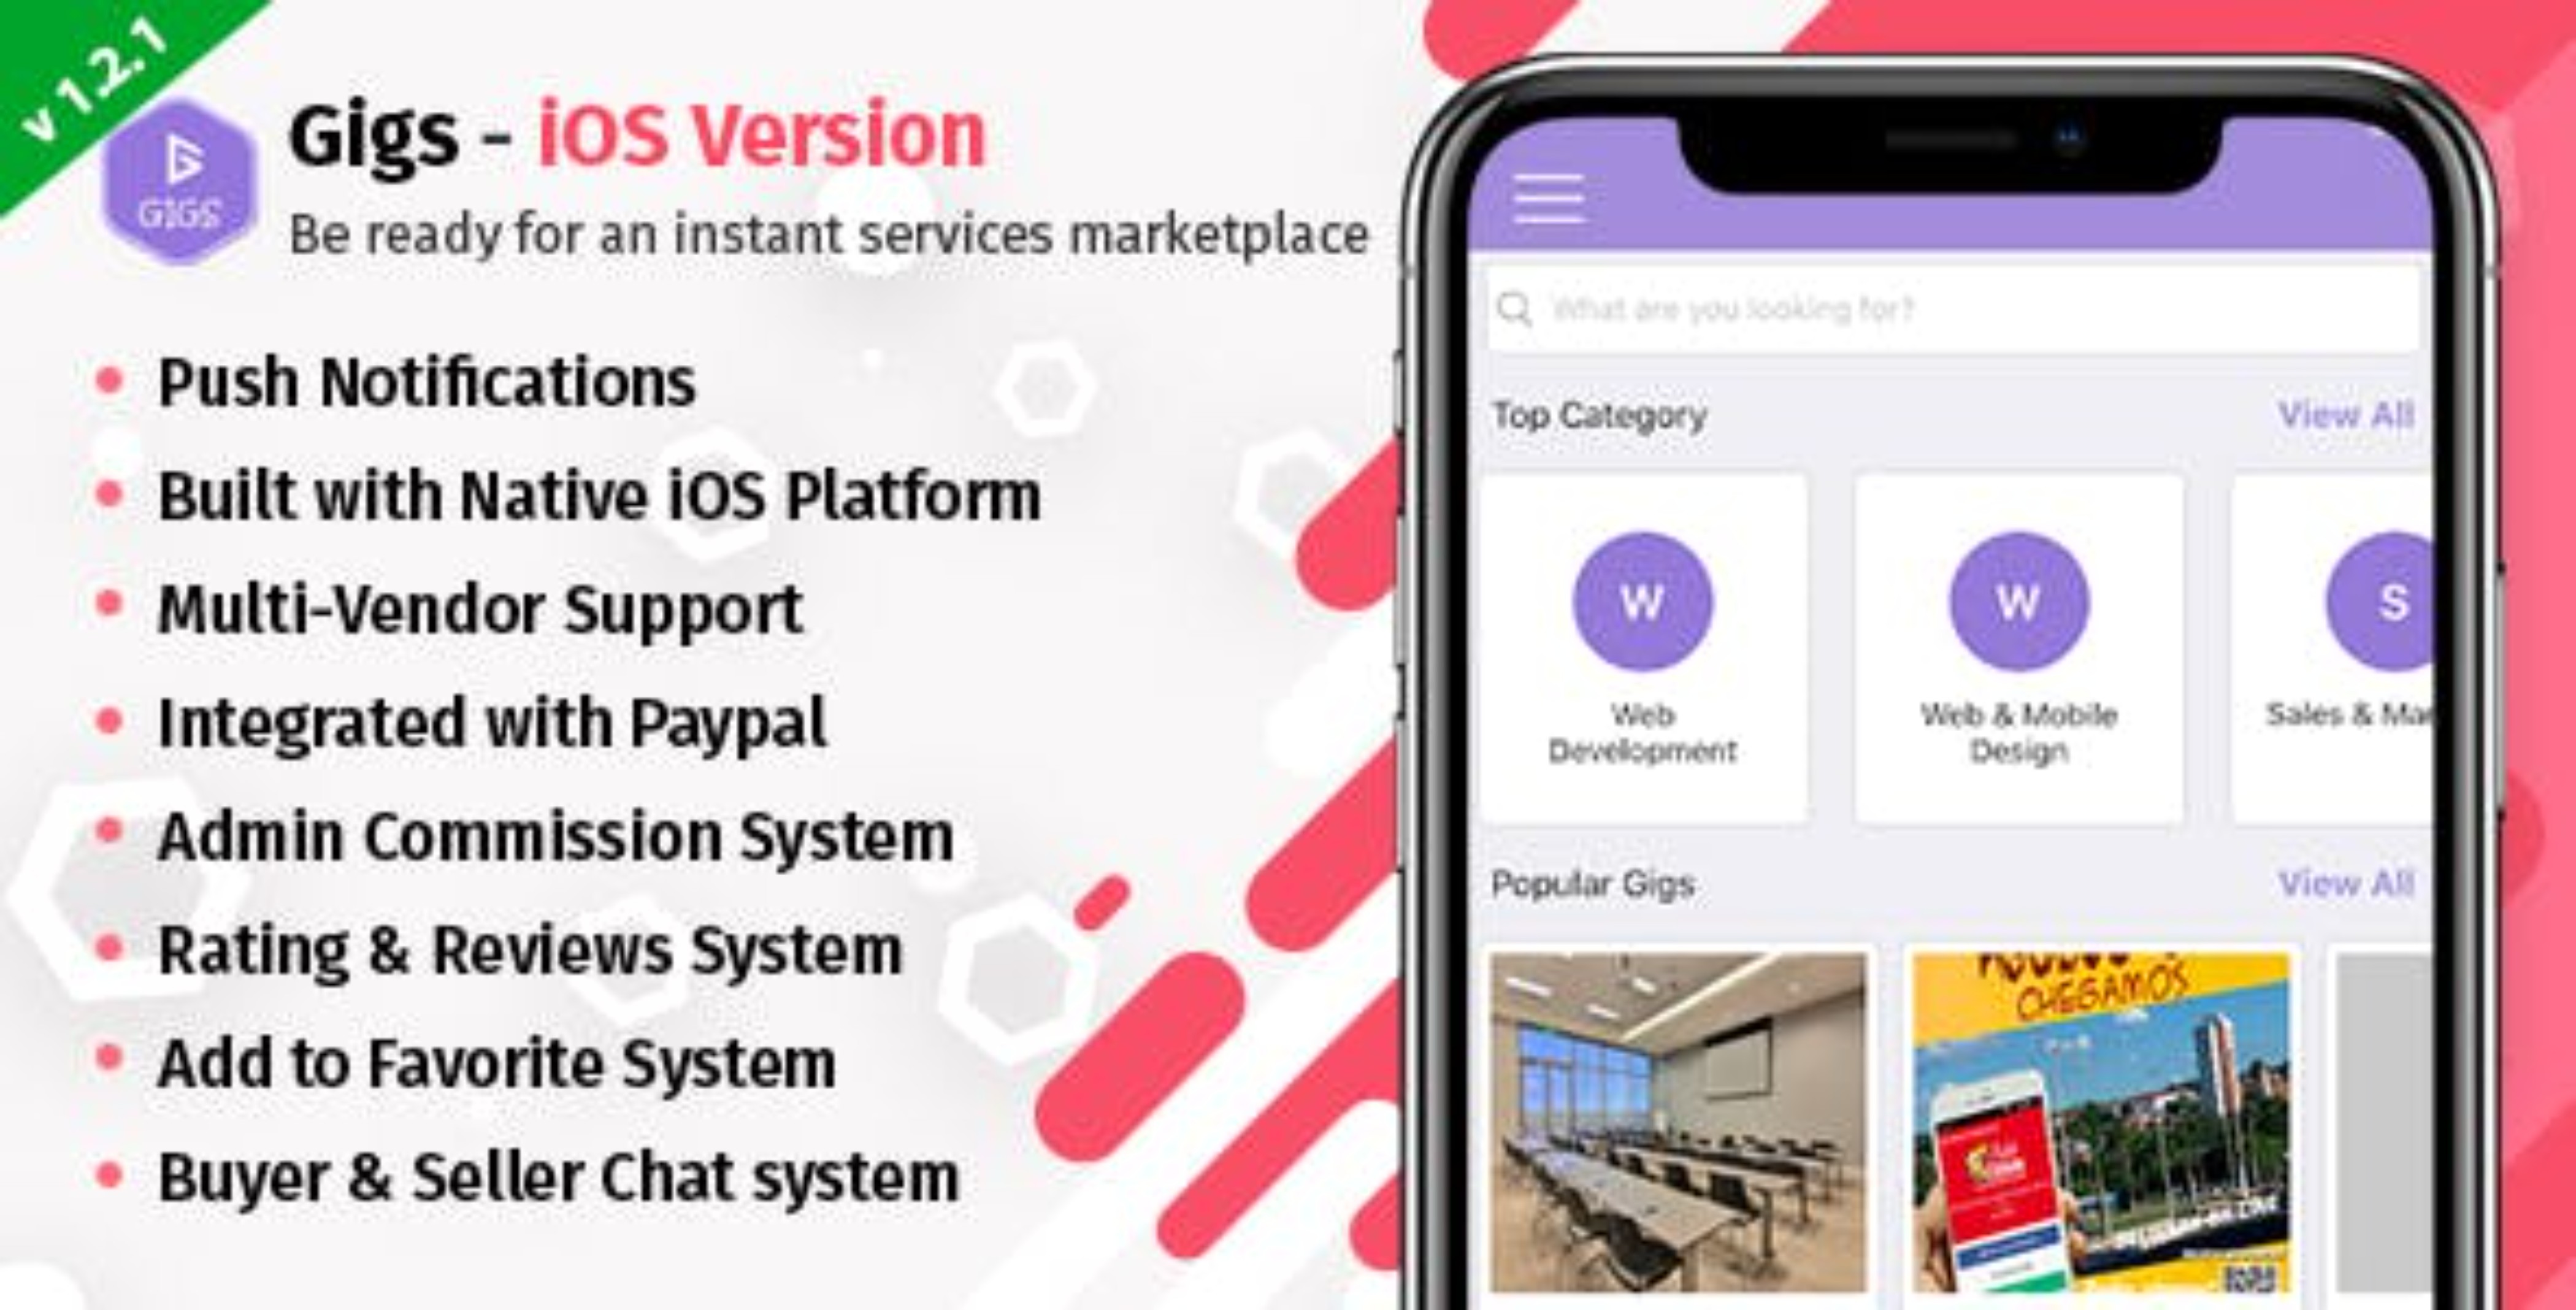 v 1.2.1
GIGS
Gigs - iOS Version
Be ready for an instant services marketplace
Push Notifications
Built with Native iOS Platform
Multi-Vendor Support
Integrated with Paypal
Admin Commission System
Rating & Reviews System
Add to Favorite System
Buyer & Seller Chat system
What are you looking for?
Top Category
View All
W
W
S
Web
Development
Web & Mobile
Design
Sales & Mar
Popular Gigs
View All
CHEGAMOS